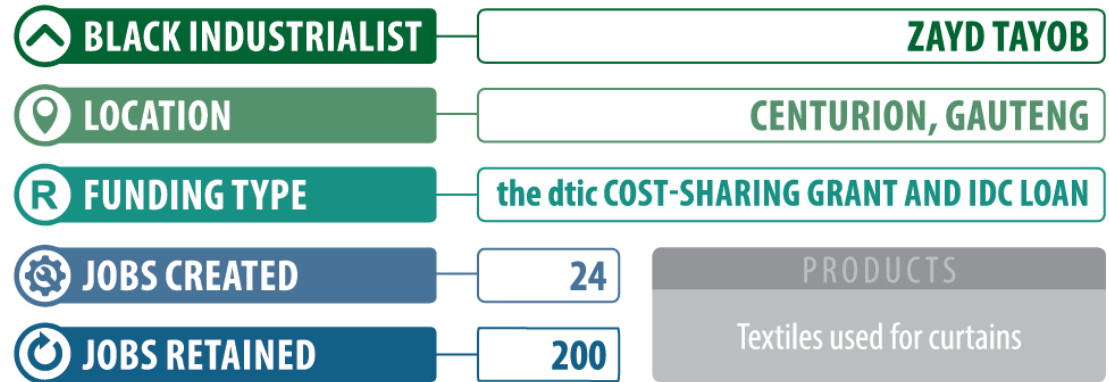 BLACK INDUSTRIALIST
ZAYD TAYOB
LOCATION
CENTURION, GAUTENG
R FUNDING TYPE
the dtic COST-SHARING GRANT AND IDC LOAN
JOBS CREATED
24
JOBS RETAINED
200
PRODUCTS
Textiles used for curtains